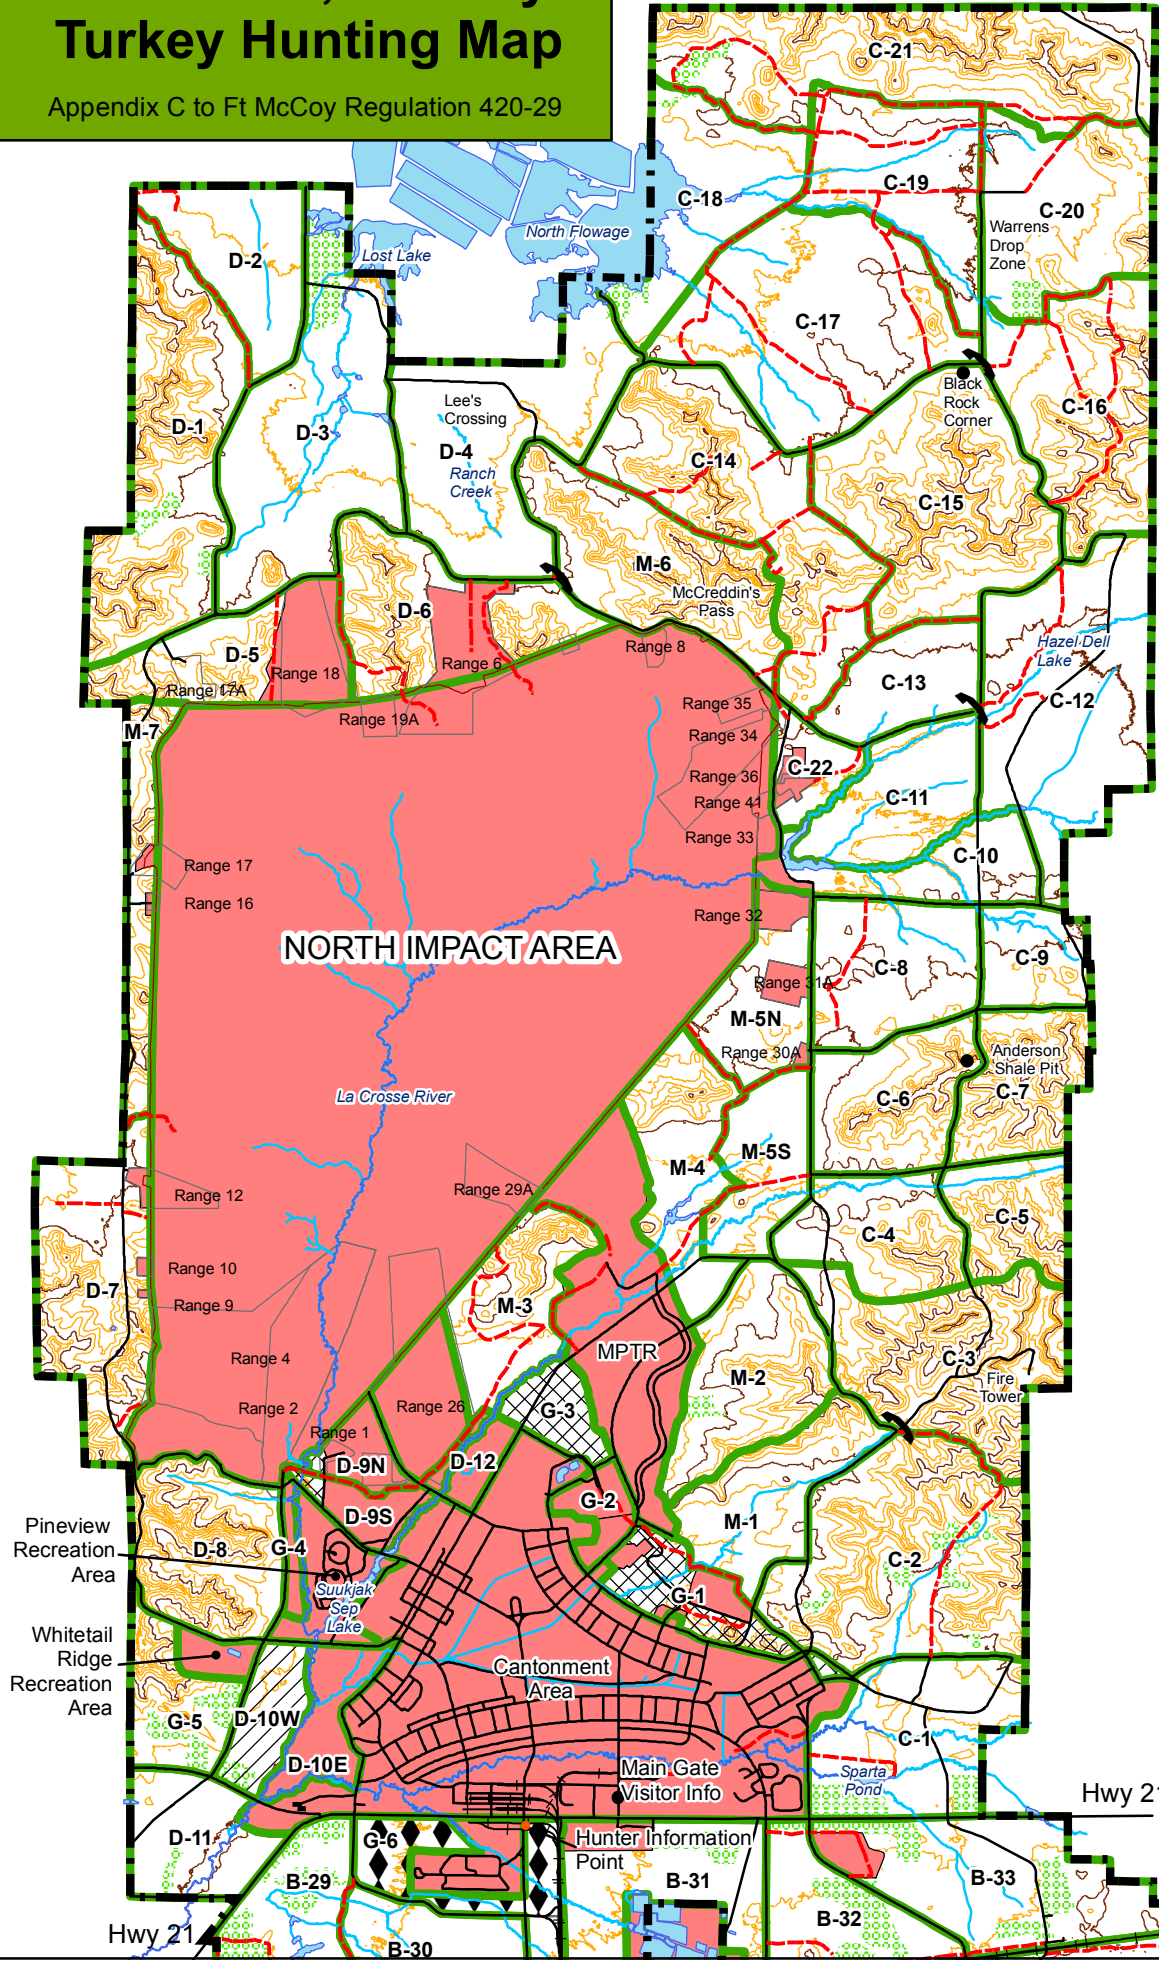 Turkey Hunting Map
Appendix C to Ft McCoy Regulation 420-29
C-21
C-18
C-19
C-20
North Flowage
Warrens
Drop
Zone
D-2
Lost Lake
C-17
Black
Rock
Corner
C-16
Lee's
Crossing
D-1
D-3
D-4
Ranch
Creek
C-14
C-15
M-6
McCreddin's
Pass
D-6
D-5
Range 18
Range 6
Range 8
Range 17A
Range 19A
Hazel Dell
Lake
C-13
C-12
M-7
Range 35
Range 34
C-22
Range 36
Range 41
C-11
Range 33
C-10
Range 17
Range 16
Range 32
NORTH IMPACT AREA
C-8
C-9
Range 31A
M-5N
Range 30A
Anderson
Shale Pit
La Crosse River
C-6
C-7
M-5S
M-4
Range 12
Range 29A
C-5
C-4
Range 10
D-7
Range 9
M-3
MPTR
Range 4
M-2
C-3
Fire
Tower
Range 2
Range 26
G-3
Range 1
D-9N
D-12
G-2
D-9S
M-1
Pineview
Recreation
Area
D-8
G-4
C-2
Suukjak
Sep
Lake
G-1
Whitetail
Ridge
Recreation
Area
Cantonment
Area
G-5
D-10W
C-1
D-10E
Main Gate
Visitor Info
Sparta
Pond
Hwy 21
D-11
G-6
Hunter Information
Point
B-29
B-31
B-33
B-32
Hwy 21
B-30